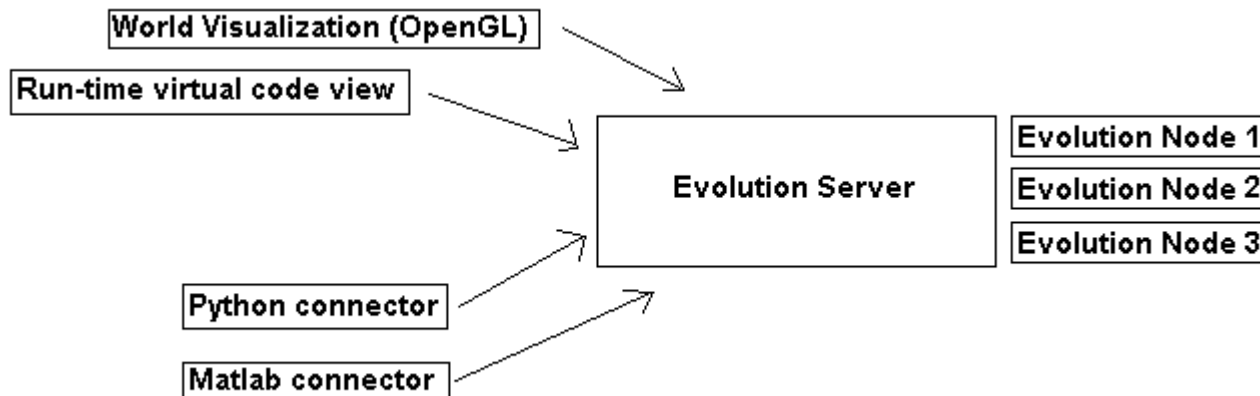 World Visualization (OpenGL)
Run-time virtual code view
Evolution Server
Evolution Node 1
Evolution Node 2
Evolution Node 3
Python connector
Matlab connector